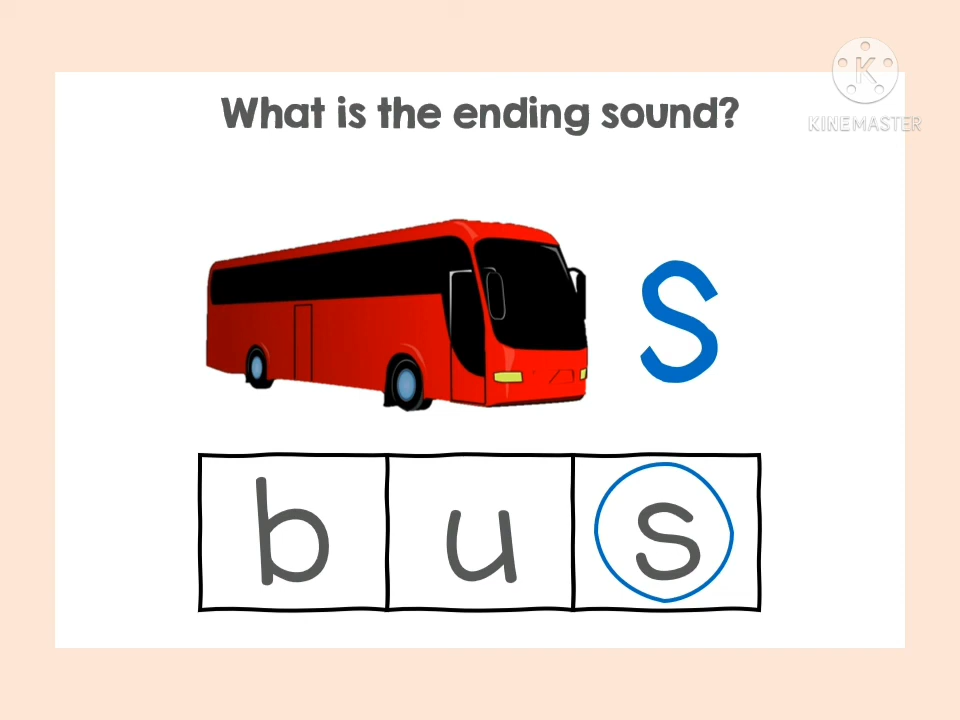 What is the ending sound?
K
KINEMASTER
s
b u s